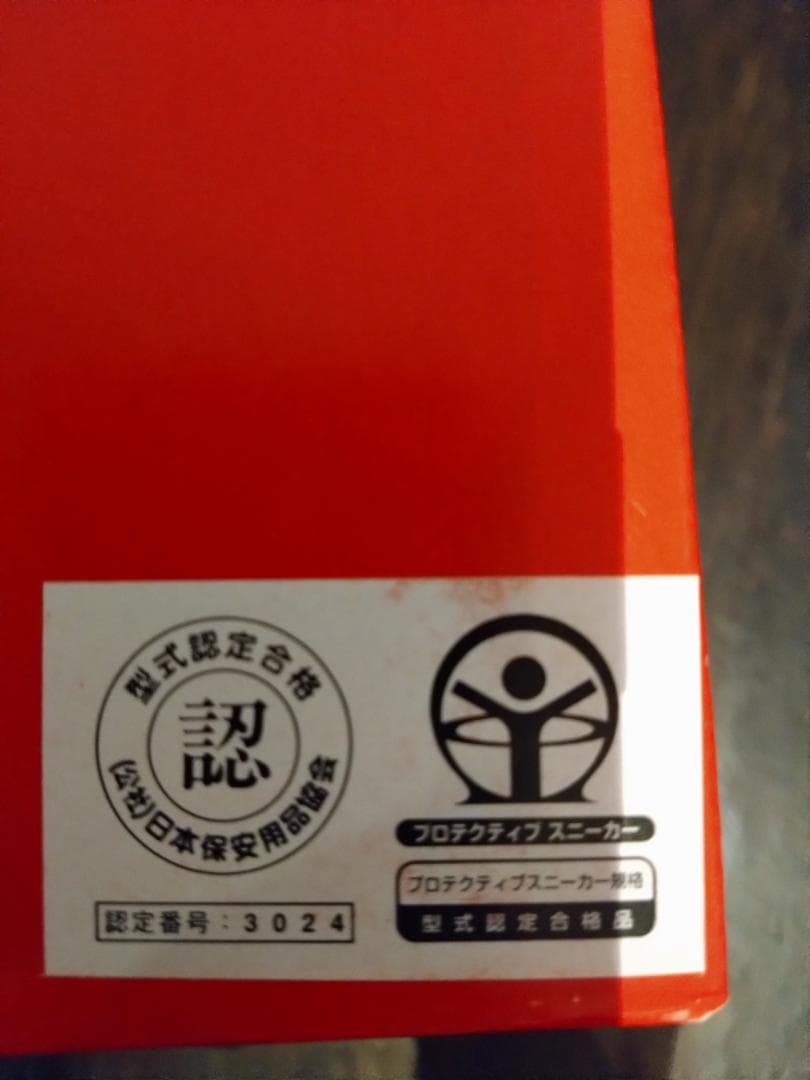 型式認定合格
認
(公社)日本保安用品協会
認定番号：3024
プロテクティブ スニーカー
プロテクティブスニーカー規格
型式認定合格品